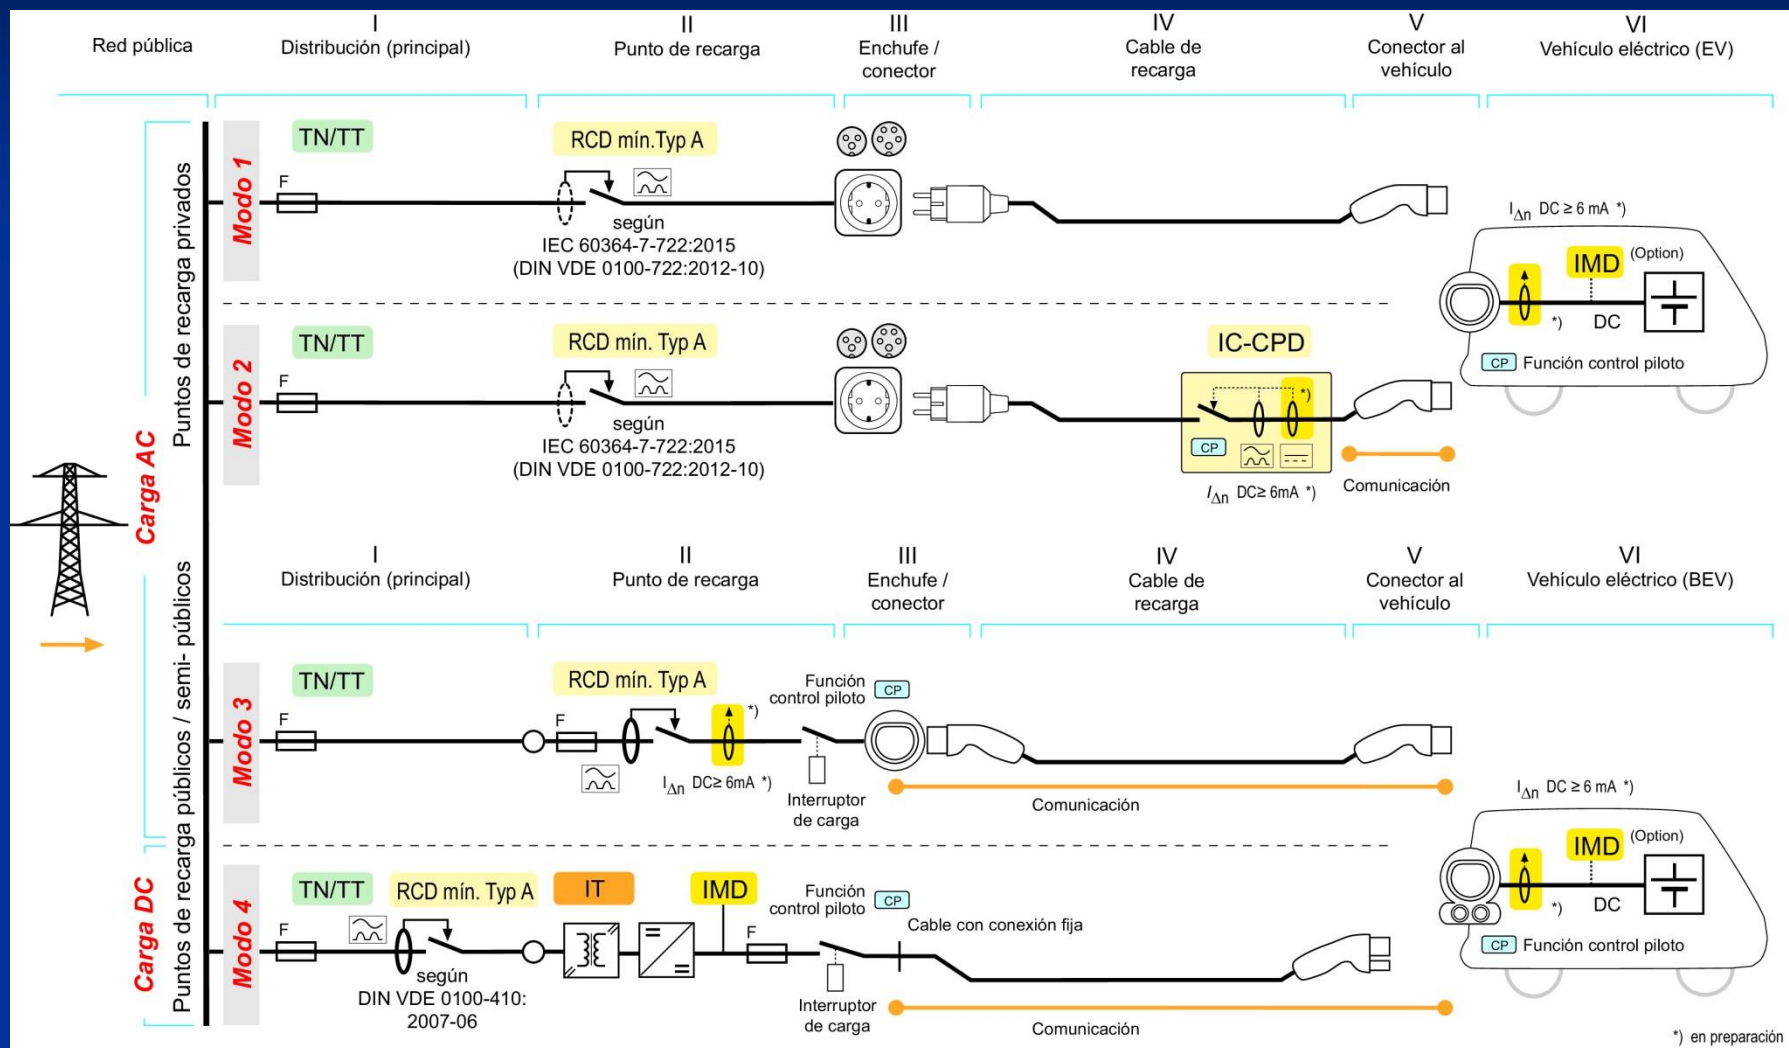 Red pública
I
Distribución (principal)
II
Punto de recarga
III
Enchufe /
conector
IV
Cable de
recarga
V
Conector al
vehículo
VI
Vehículo eléctrico (EV)
Carga AC
Carga DC
Puntos de recarga privados
Puntos de recarga públicos / semi- públicos
Modo 1
TN/TT
F
RCD mín.Typ A
según
IEC 60364-7-722:2015
(DIN VDE 0100-722:2012-10)
Modo 2
TN/TT
F
RCD mín. Typ A
según
IEC 60364-7-722:2015
(DIN VDE 0100-722:2012-10)
IC-CPD
*)
CP
IΔn DC≥ 6mA *)
Comunicación
IΔn DC ≥ 6 mA *)
IMD (Option)
*) DC
CP Función control piloto
I
Distribución (principal)
II
Punto de recarga
III
Enchufe /
conector
IV
Cable de
recarga
V
Conector al
vehículo
VI
Vehículo eléctrico (BEV)
Modo 3
TN/TT
F
RCD mín. Typ A
F
*)
IΔn DC≥ 6mA *)
Función
control piloto CP
Interruptor
de carga
Comunicación
Modo 4
TN/TT
F
RCD mín. Typ A
según
DIN VDE 0100-410:
2007-06
IT
IMD
F
Función
control piloto CP
Cable con conexión fija
Interruptor
de carga
Comunicación
IΔn DC ≥ 6 mA *)
IMD (Option)
*) DC
CP Función control piloto
*) en preparación